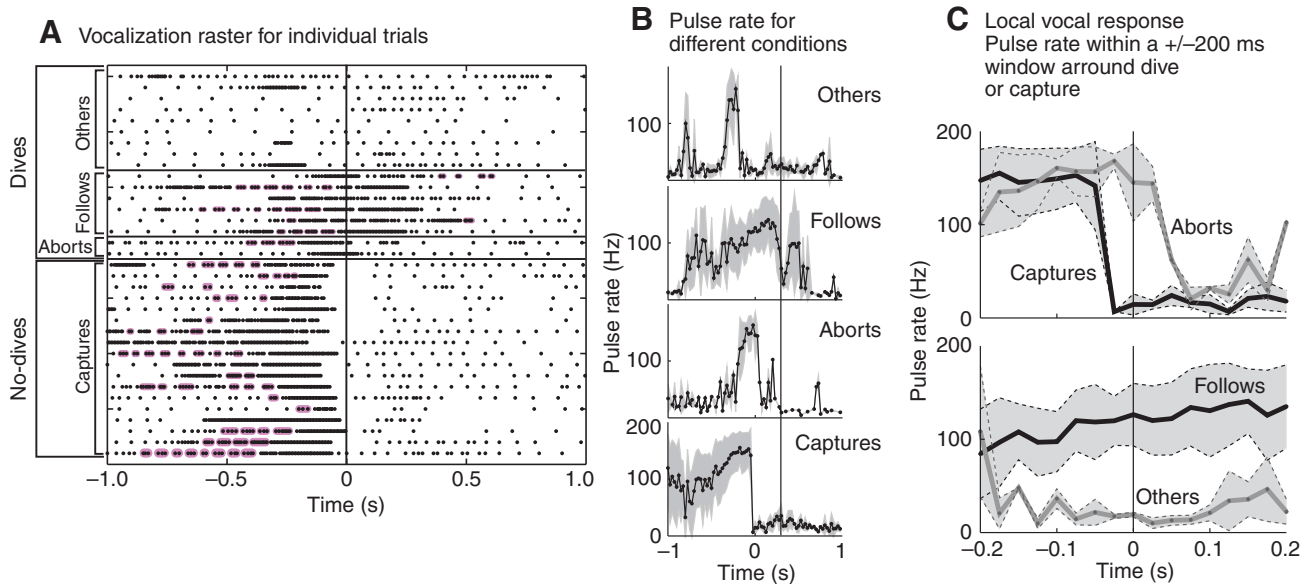 A Vocalization raster for individual trials
Dives
Others
Follows
Aborts
No-dives
Captures
–1.0 –0.5 0 0.5 1.0
Time (s)
B Pulse rate for
different conditions
Others
100
Follows
100
Aborts
100
Captures
200
100
0
Pulse rate (Hz)
–1 0 1
Time (s)
C Local vocal response
Pulse rate within a +/–200 ms
window arround dive
or capture
200
100
0
Aborts
Captures
Pulse rate (Hz)
200
100
0
Follows
Others
–0.2 –0.1 0 0.1 0.2
Time (s)